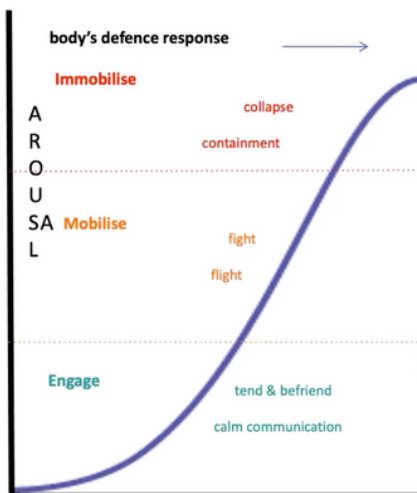 body's defence response
Immobilise
collapse
containment
A
R
O
U
SA
L
Mobilise
fight
flight
Engage
tend & befriend
calm communication